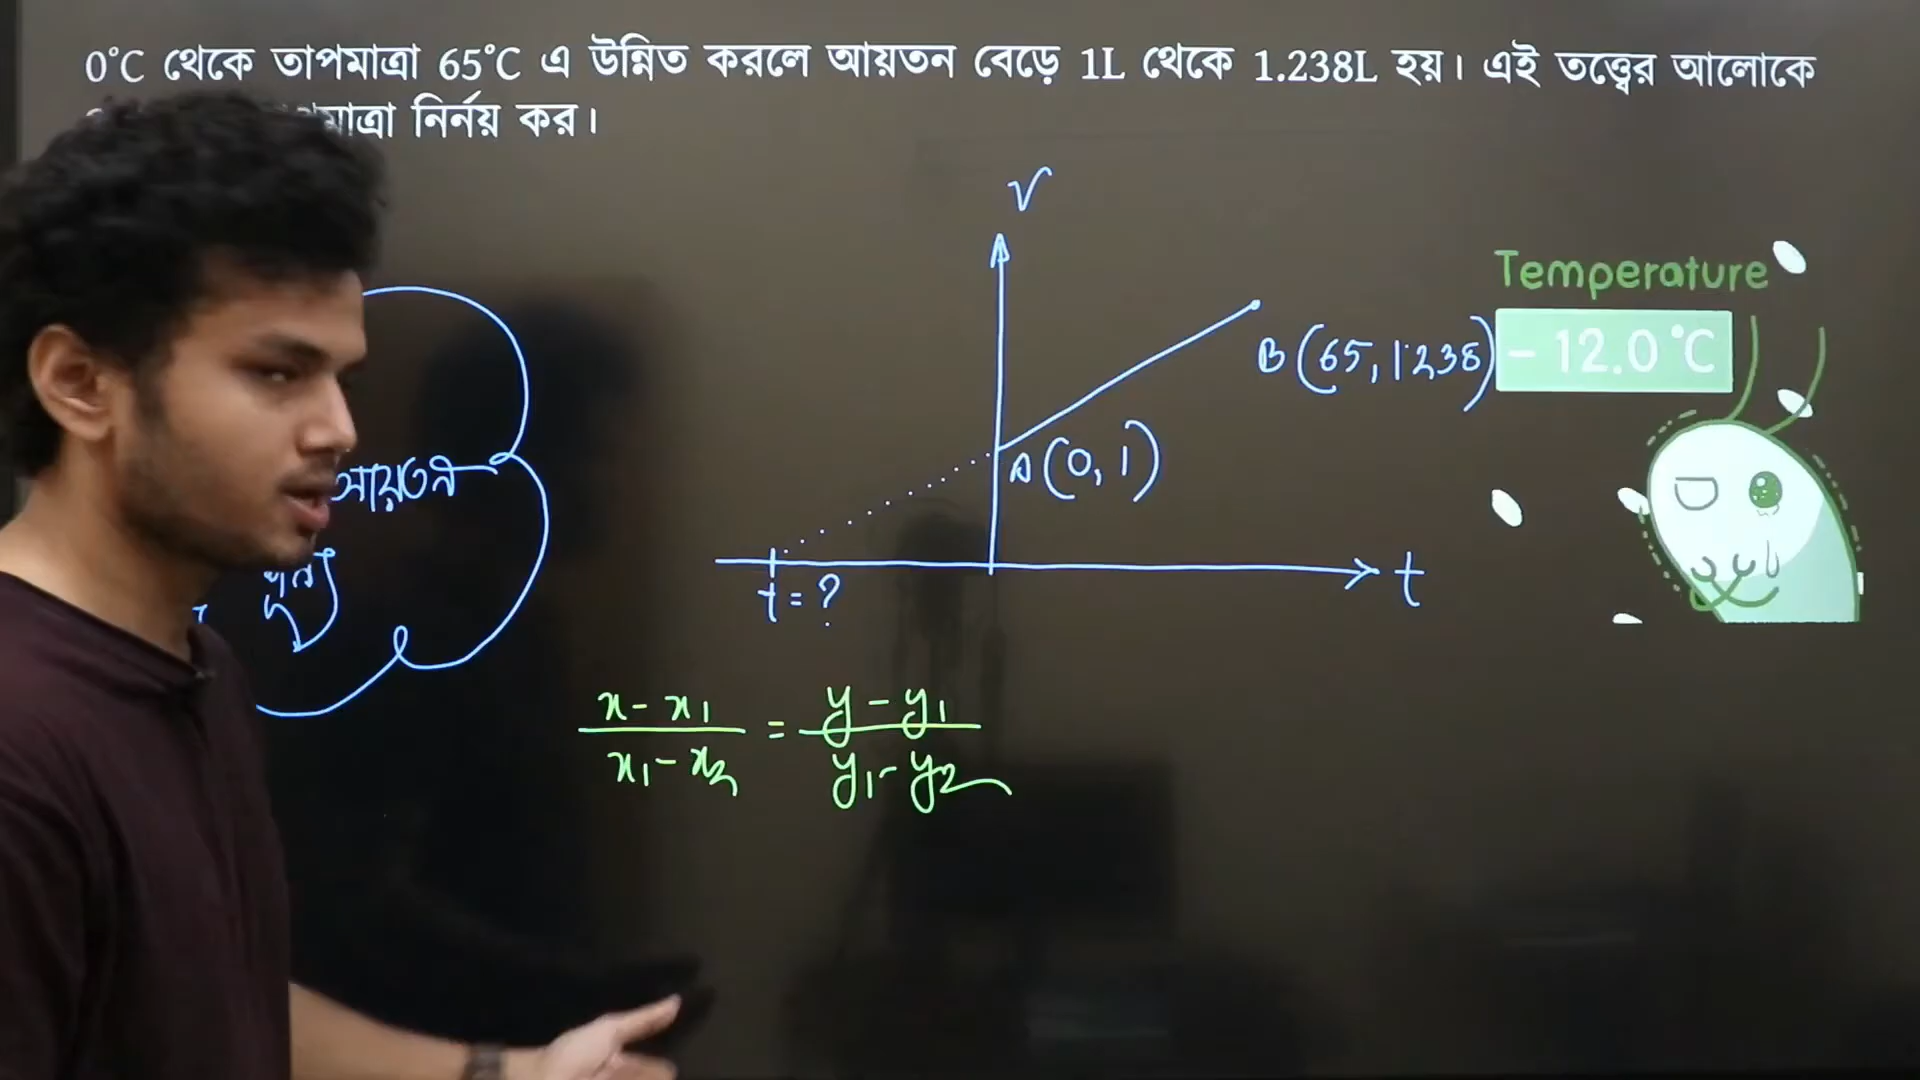 0°C থেকে তাপমাত্রা 65°C এ উন্নিত করলে আয়তন বেড়ে 1L থেকে 1.238L হয়। এই তত্ত্বের আলোকে
নির্নয় কর।
V
Temperature
- 12.0 °C
B (65, 1.238)
A (0, 1)
আয়তন
শূন্য
t = ?
t
x - x1 / x1 - x2 = y - y1 / y1 - y2